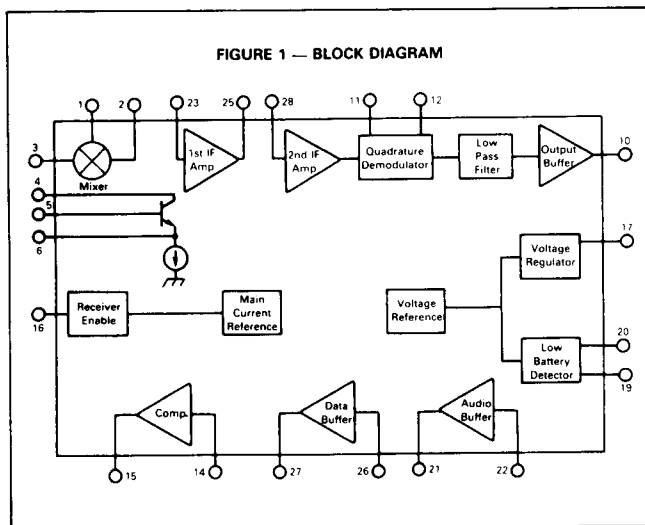 FIGURE 1 — BLOCK DIAGRAM
1
2
23
25
28
11
12
3
Mixer
1st IF
Amp
2nd IF
Amp
Quadrature
Demodulator
Low
Pass
Filter
Output
Buffer
10
4
5
6
17
Voltage
Regulator
16
Receiver
Enable
Main
Current
Reference
Voltage
Reference
20
Low
Battery
Detector
19
Comp.
Data
Buffer
Audio
Buffer
15
14
27
26
21
22